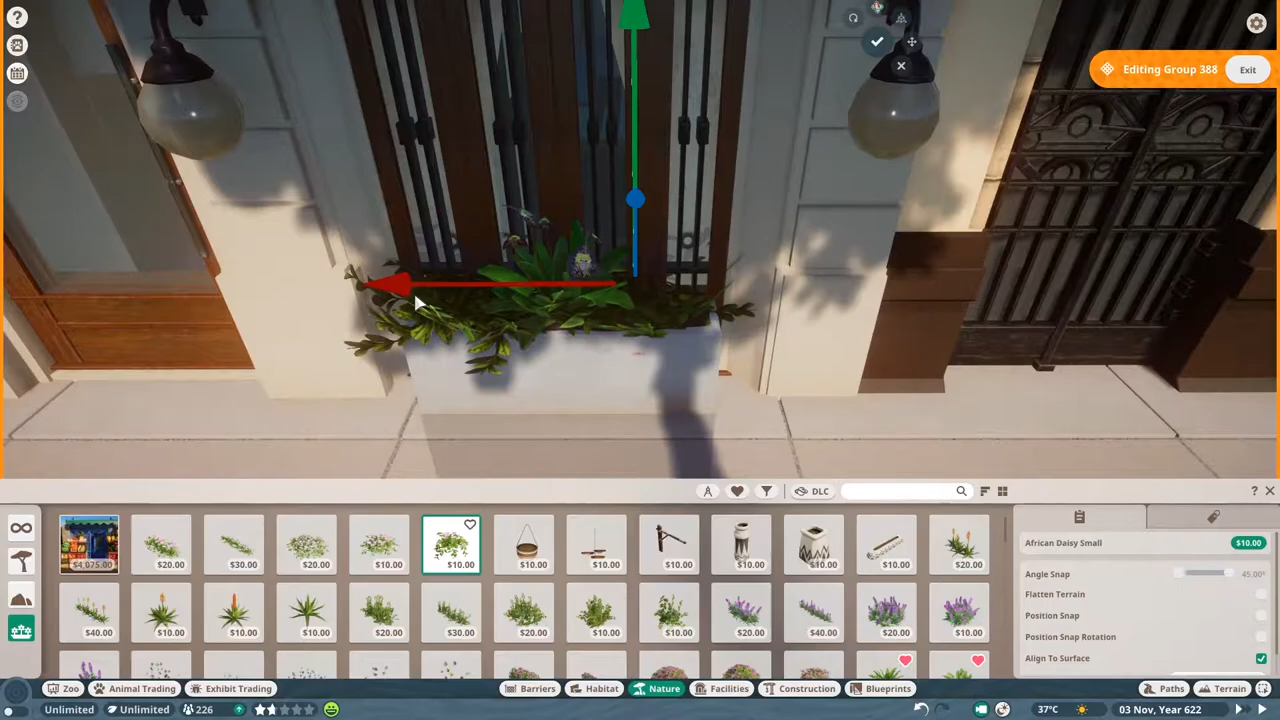 Editing Group 388
Exit
DLC
$4,075.00
$20.00
$30.00
$20.00
$10.00
$10.00
$10.00
$10.00
$10.00
$10.00
$10.00
$10.00
$20.00
$40.00
$10.00
$10.00
$10.00
$20.00
$30.00
$20.00
$10.00
$10.00
$20.00
$40.00
$20.00
$10.00
African Daisy Small
$10.00
Angle Snap
45.00°
Flatten Terrain
Position Snap
Position Snap Rotation
Align To Surface
Zoo
Animal Trading
Exhibit Trading
Barriers
Habitat
Nature
Facilities
Construction
Blueprints
Paths
Terrain
Unlimited
Unlimited
226
37°C
03 Nov, Year 622